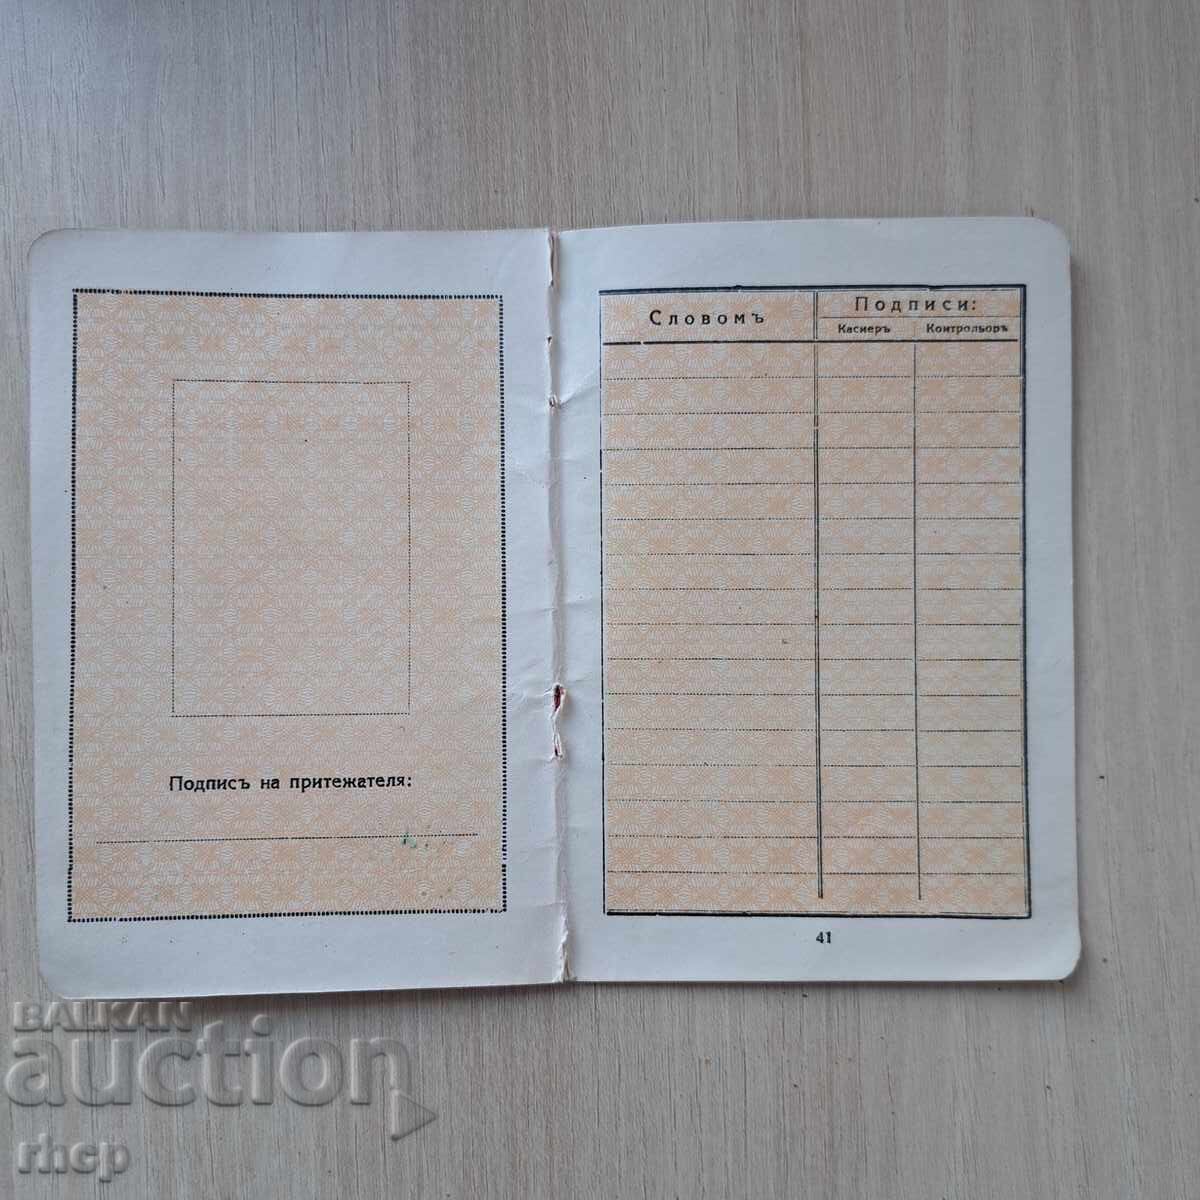 Подписъ на притежателя:
Словомъ
Подписи:
Касиеръ
Контрольоръ
41
BALKAN
auction
rhcp